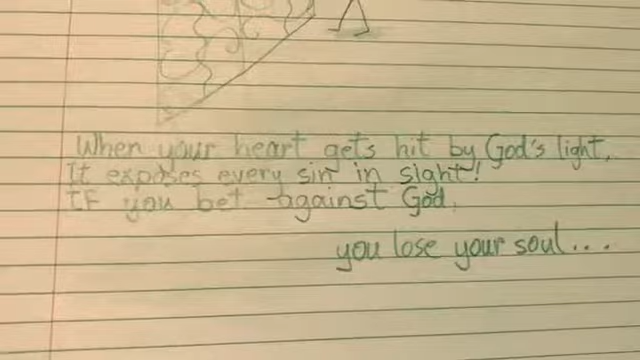 When your heart gets hit by God's light,
It exposes every sin in sight!
If you bet against God,
you lose your soul...